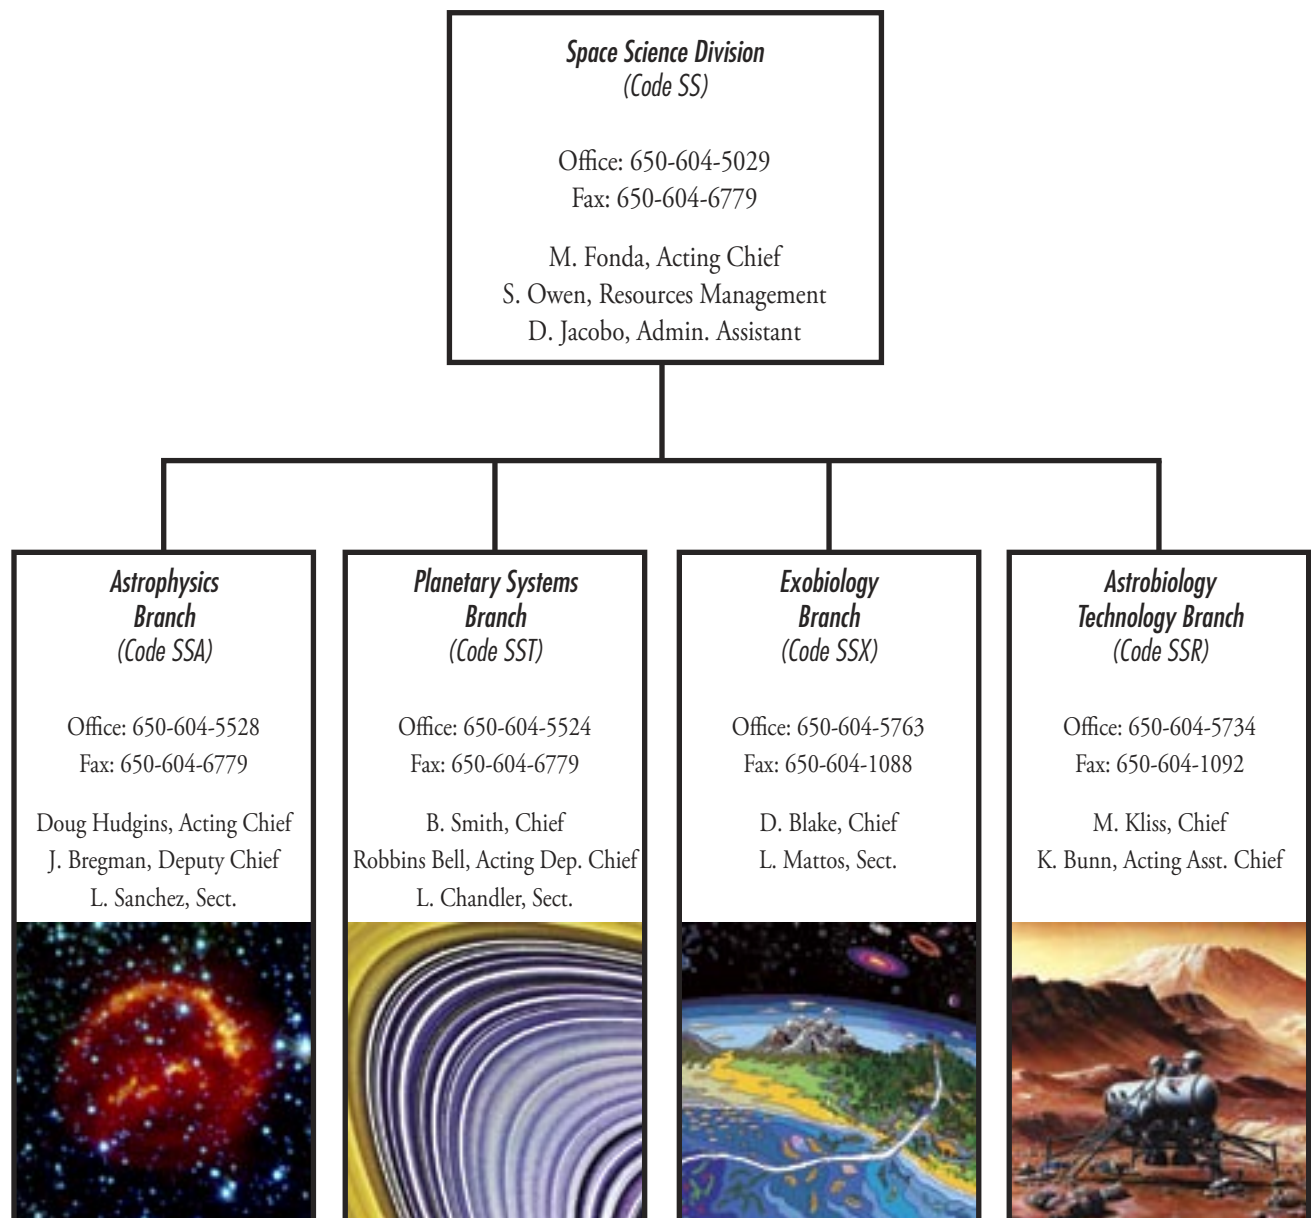 Space Science Division
(Code SS)
Office: 650-604-5029
Fax: 650-604-6779
M. Fonda, Acting Chief
S. Owen, Resources Management
D. Jacobo, Admin. Assistant
Astrophysics
Branch
(Code SSA)
Office: 650-604-5528
Fax: 650-604-6779
Doug Hudgins, Acting Chief
J. Bregman, Deputy Chief
L. Sanchez, Sect.
Planetary Systems
Branch
(Code SST)
Office: 650-604-5524
Fax: 650-604-6779
B. Smith, Chief
Robbins Bell, Acting Dep. Chief
L. Chandler, Sect.
Exobiology
Branch
(Code SSX)
Office: 650-604-5763
Fax: 650-604-1088
D. Blake, Chief
L. Mattos, Sect.
Astrobiology
Technology Branch
(Code SSR)
Office: 650-604-5734
Fax: 650-604-1092
M. Kliss, Chief
K. Bunn, Acting Asst. Chief